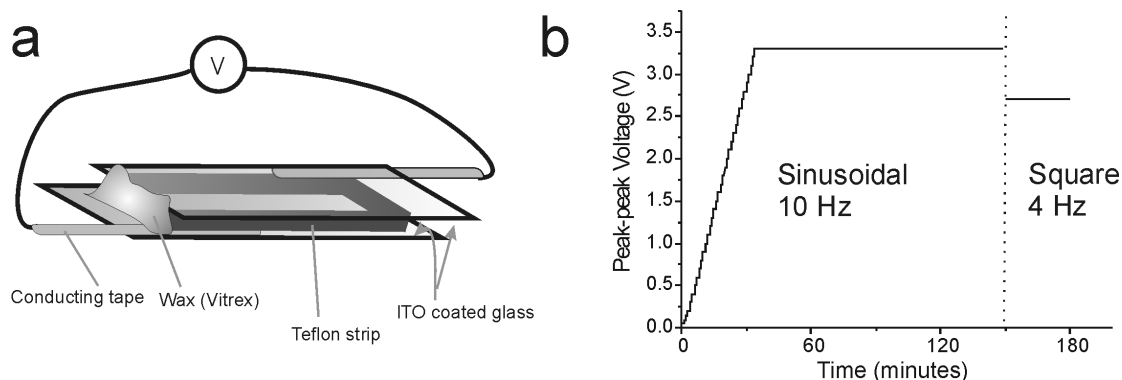 a
V
Conducting tape
Wax (Vitrex)
Teflon strip
ITO coated glass
b
Peak-peak Voltage (V)
3.5
3.0
2.5
2.0
1.5
1.0
0.5
0.0
Sinusoidal
10 Hz
Square
4 Hz
0 60 120 180
Time (minutes)